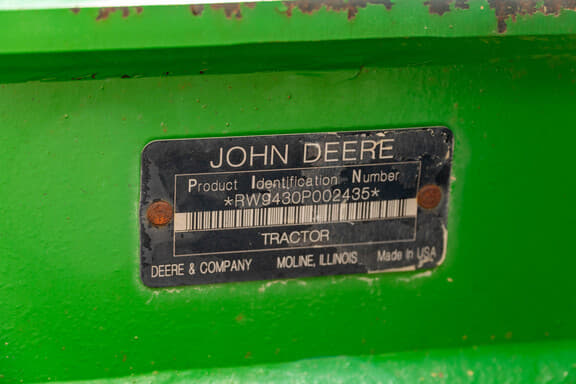 JOHN DEERE
Product Identification Number
*RW9430P002435*
TRACTOR
DEERE & COMPANY MOLINE, ILLINOIS Made In USA